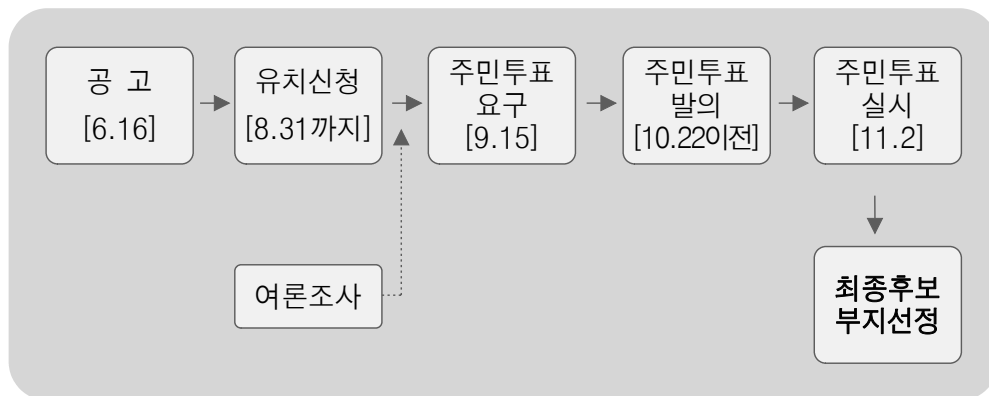 공 고
[6.16]
유치신청
[8.31까지]
주민투표
요구
[9.15]
주민투표
발의
[10.22이전]
주민투표
실시
[11.2]
여론조사
최종후보
부지선정